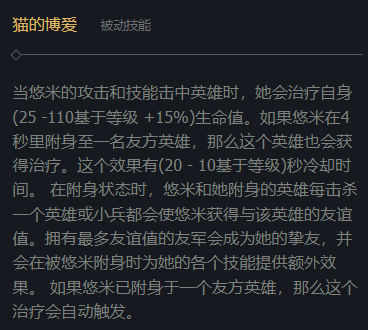 猫的博爱 被动技能
当悠米的攻击和技能击中英雄时，她会治疗自身
(25 -110基于等级 +15%)生命值。如果悠米在4
秒里附身至一名友方英雄，那么这个英雄也会获
得治疗。这个效果有(20 - 10基于等级)秒冷却时
间。 在附身状态时，悠米和她附身的英雄每击杀
一个英雄或小兵都会使悠米获得与该英雄的友谊
值。拥有最多友谊值的友军会成为她的挚友，并
会在被悠米附身时为她的各个技能提供额外效
果。 如果悠米已附身于一个友方英雄，那么这个
治疗会自动触发。